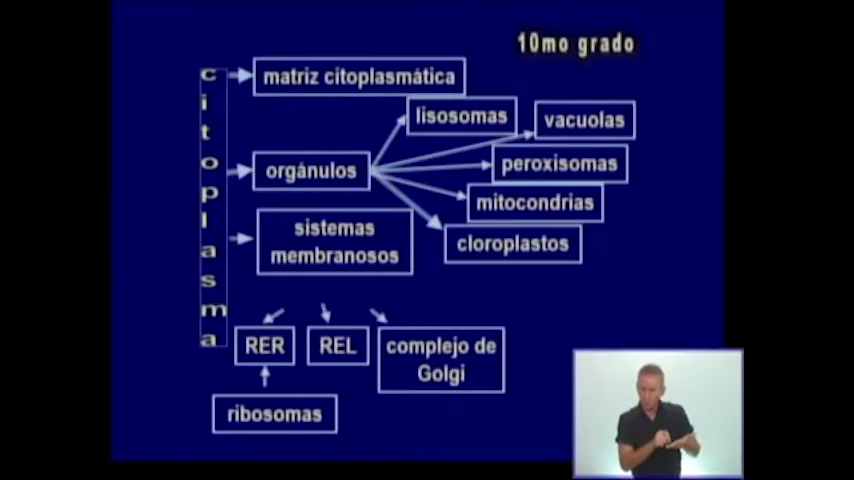 10mo grado
citoplasma
matriz citoplasmática
lisosomas
vacuolas
orgánulos
peroxisomas
mitocondrias
sistemas
membranosos
cloroplastos
RER
REL
complejo de
Golgi
ribosomas